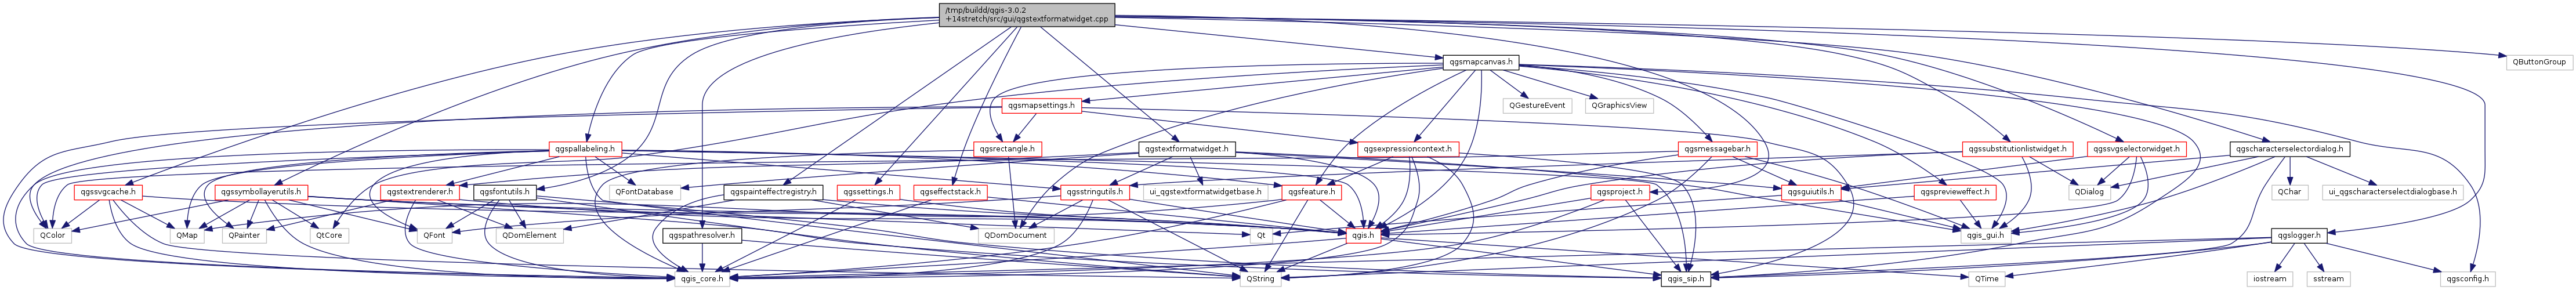 /tmp/buildd/qgis-3.0.2
+14stretch/src/gui/qgstextformatwidget.cpp
qgsmapcanvas.h
QButtonGroup
qgsmapsettings.h
QGestureEvent
QGraphicsView
qgspallabeling.h
qgsrectangle.h
qgstextformatwidget.h
qgsexpressioncontext.h
qgsmessagebar.h
qgssubstitutionlistwidget.h
qgssvgselectorwidget.h
qgscharacterselectordialog.h
qgssvgcache.h
qgssymbollayerutils.h
qgstextrenderer.h
qgsfontutils.h
QFontDatabase
qgspainteffectregistry.h
qgssettings.h
qgseffectstack.h
qgsstringutils.h
ui_qgstextformatwidgetbase.h
qgsfeature.h
qgsproject.h
qgsguiutils.h
qgsprevieweffect.h
QDialog
QChar
ui_qgscharacterselectdialogbase.h
QColor
QMap
QPainter
QtCore
QFont
QDomElement
qgspathresolver.h
Qt
QDomDocument
qgis.h
qgis_gui.h
qgslogger.h
qgis_core.h
QString
qgis_sip.h
QTime
iostream
sstream
qgsconfig.h